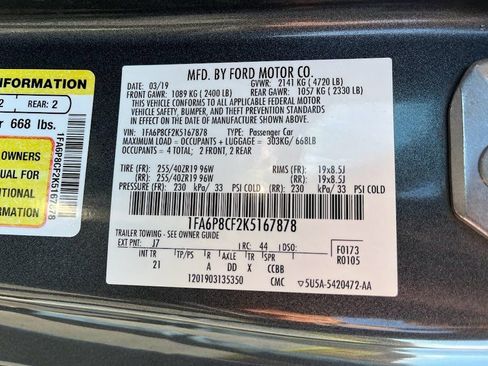 INFORMATION
2 REAR: 2
r 668 lbs.
OWNERS
NUAL FOR
ITIONAL
MATION
1FA6P8CF2K5167878
MFD. BY FORD MOTOR CO.
DATE: 03/19 GVWR: 2141 KG ( 4720 LB)
FRONT GAWR: 1089 KG ( 2400 LB) REAR GAWR: 1057 KG ( 2330 LB)
THIS VEHICLE CONFORMS TO ALL APPLICABLE FEDERAL MOTOR
VEHICLE SAFETY, BUMPER, AND THEFT PREVENTION STANDARDS
IN EFFECT ON THE DATE OF MANUFACTURE SHOWN ABOVE.
VIN: 1FA6P8CF2K5167878 TYPE: Passenger Car
MAXIMUM LOAD = OCCUPANTS + LUGGAGE = 303KG / 668LB
OCCUPANTS = 4 TOTAL; 2 FRONT, 2 REAR
TIRE (FR): 255/40ZR19 96W RIMS (FR): 19x8.5J
TIRE (RR): 255/40ZR19 96W (RR): 19x8.5J
PRESSURE (FR): 230 kPa/ 33 PSI COLD (RR): 230 kPa/ 33 PSI COLD
1FA6P8CF2K5167878
TRAILER TOWING - SEE OWNER GUIDE
EXT PNT: J7 RC: 44 DSO: F0173
INT TR TP/PS R AXLE TR SPR R0105
21 A DD X CCBB
1201903135350 CMC ▽5U5A-5420472-AA